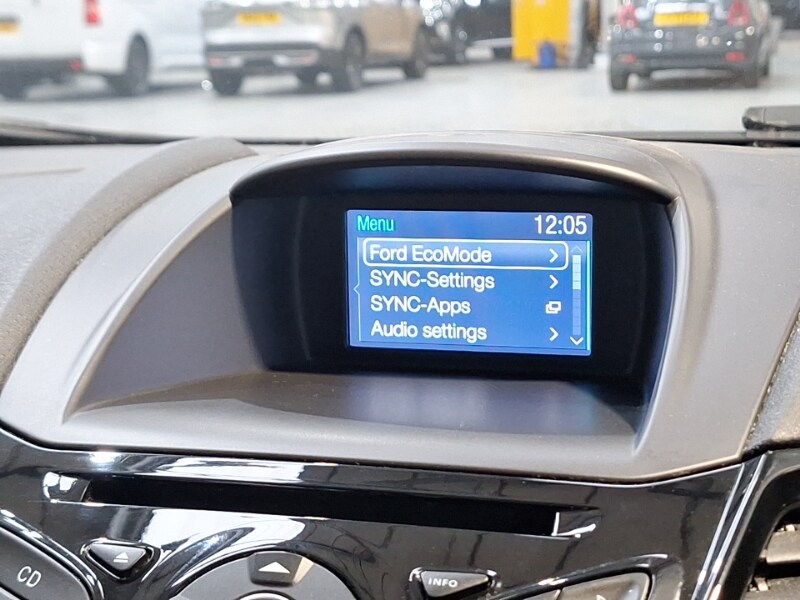 Menu 12:05
Ford EcoMode
SYNC-Settings
SYNC-Apps
Audio settings
CD
INFO